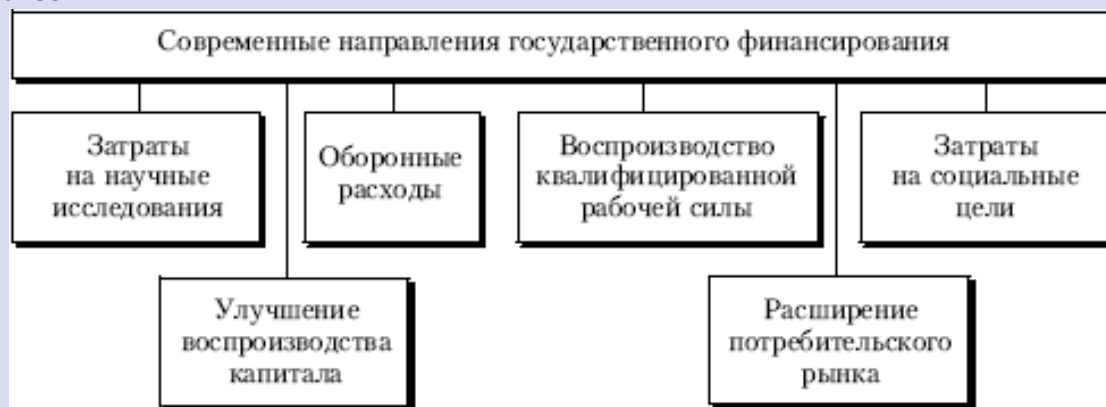 Современные направления государственного финансирования
Затраты
на научные
исследования
Оборонные
расходы
Воспроизводство
квалифицированной
рабочей силы
Затраты
на социальные
цели
Улучшение
воспроизводства
капитала
Расширение
потребительского
рынка